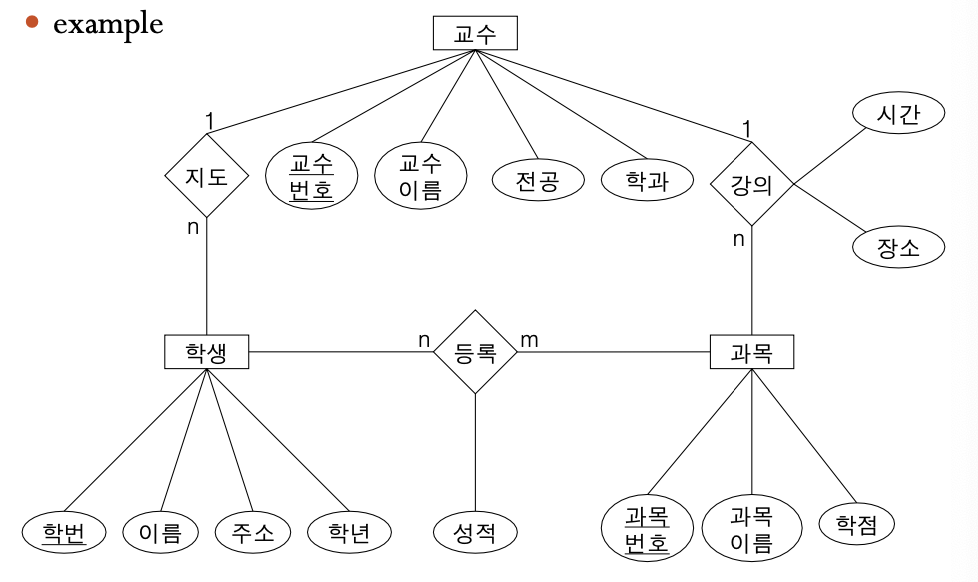 • example
교수
1
1
시간
지도
교수
번호
교수
이름
전공
학과
강의
n
n
장소
학생
n
등록
m
과목
학번
이름
주소
학년
성적
과목
번호
과목
이름
학점